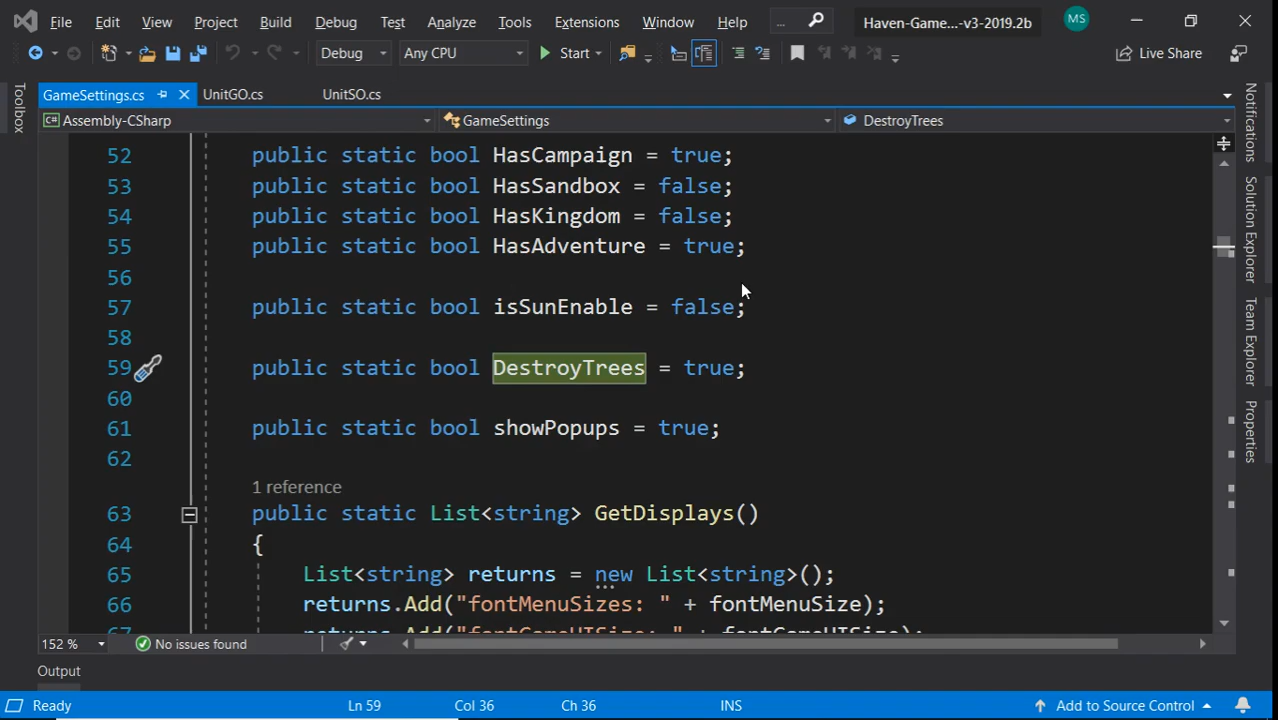 File Edit View Project Build Debug Test Analyze Tools Extensions Window Help ... Haven-Game...-v3-2019.2b MS
Debug Any CPU Start Live Share
GameSettings.cs UnitGO.cs UnitSO.cs
Assembly-CSharp GameSettings DestroyTrees
Toolbox
52 public static bool HasCampaign = true;
53 public static bool HasSandbox = false;
54 public static bool HasKingdom = false;
55 public static bool HasAdventure = true;
56
57 public static bool isSunEnable = false;
58
59 public static bool DestroyTrees = true;
60
61 public static bool showPopups = true;
62
1 reference
63 public static List<string> GetDisplays()
64 {
65 List<string> returns = new List<string>();
66 returns.Add("fontMenuSizes: " + fontMenuSize);
67 returns.Add("fontGameUISize: " + fontGameUISize);
Notifications
Solution Explorer
Team Explorer
Properties
152 % No issues found
Output
Ready Ln 59 Col 36 Ch 36 INS Add to Source Control